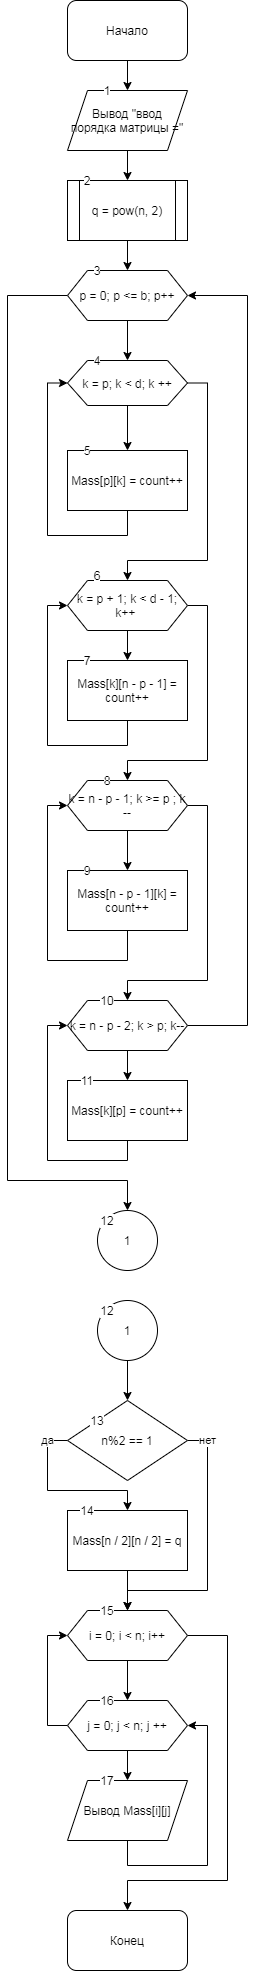 Начало
1
Вывод "ввод
порядка матрицы ="
2
q = pow(n, 2)
3
p = 0; p <= b; p++
4
k = p; k < d; k ++
5
Mass[p][k] = count++
6
k = p + 1; k < d - 1;
k++
7
Mass[k][n - p - 1] =
count++
8
k = n - p - 1; k >= p ; k
--
9
Mass[n - p - 1][k] =
count++
10
k = n - p - 2; k > p; k--
11
Mass[k][p] = count++
12
1
12
1
13
n%2 == 1
да
нет
14
Mass[n / 2][n / 2] = q
15
i = 0; i < n; i++
16
j = 0; j < n; j ++
17
Вывод Mass[i][j]
Конец